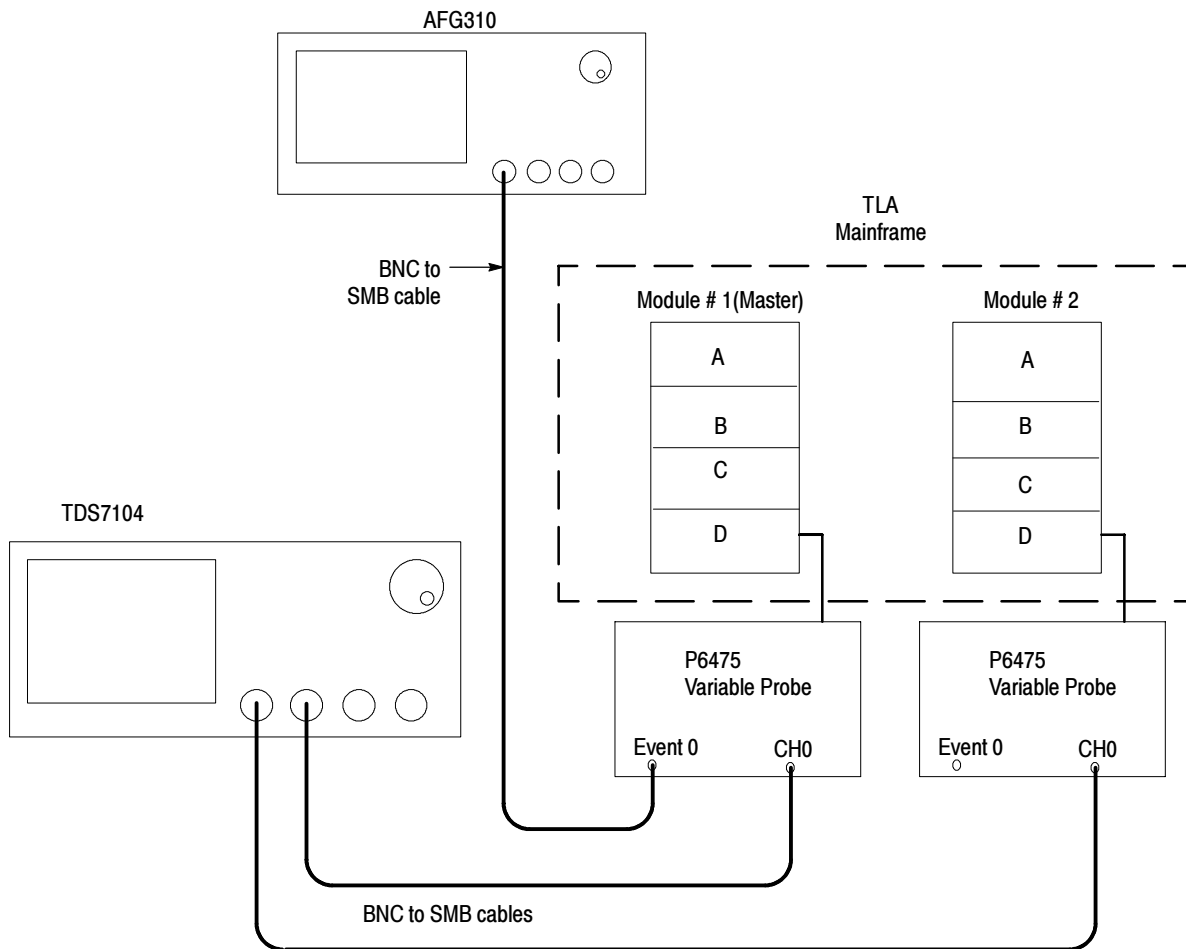 AFG310
TLA
Mainframe
BNC to
SMB cable
Module # 1(Master)
Module # 2
A
B
C
D
A
B
C
D
TDS7104
P6475
Variable Probe
Event 0
CH0
P6475
Variable Probe
Event 0
CH0
BNC to SMB cables